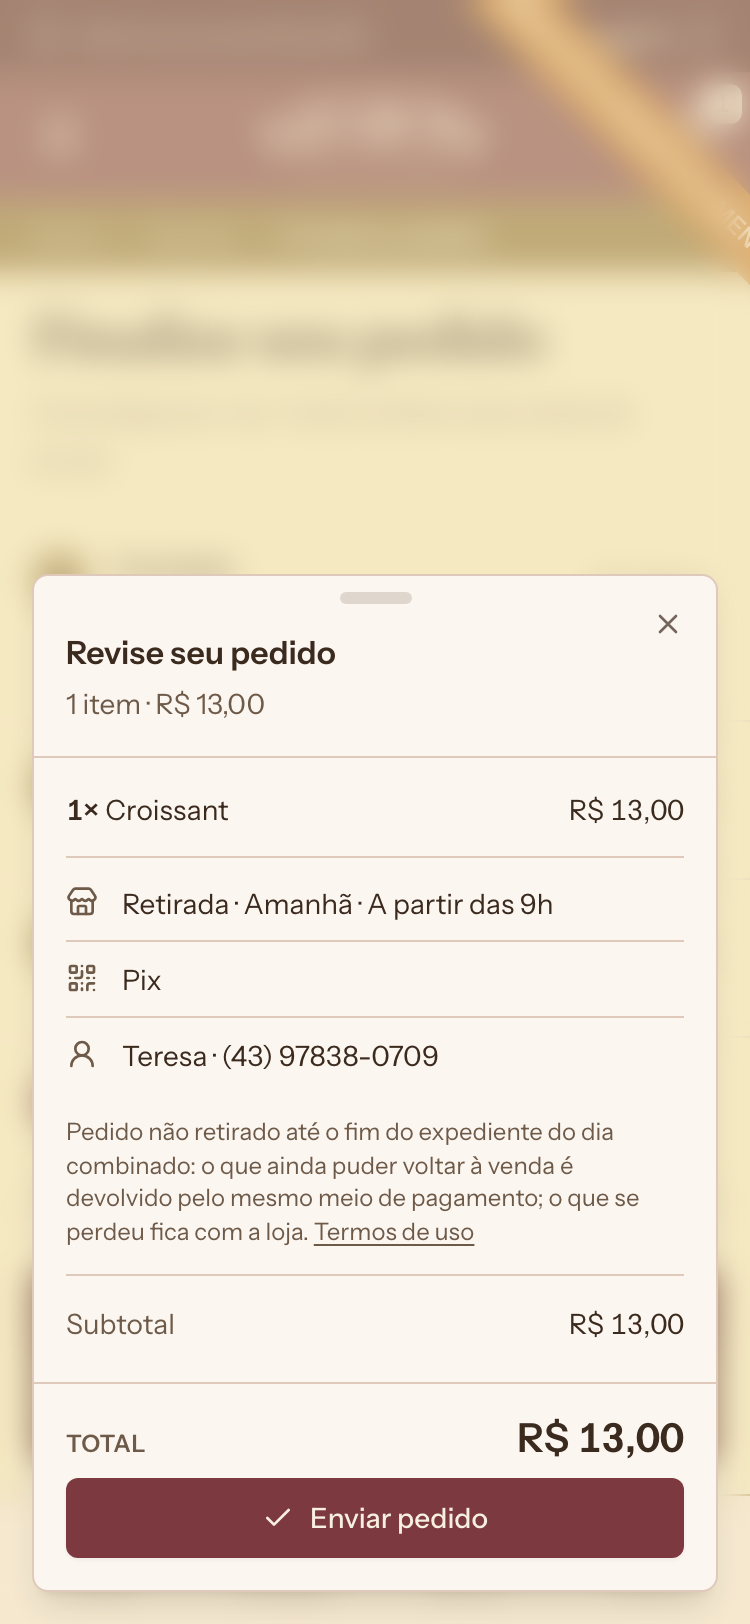 Revise seu pedido
1 item · R$ 13,00
1× Croissant R$ 13,00
Retirada · Amanhã · A partir das 9h
Pix
Teresa · (43) 97838-0709
Pedido não retirado até o fim do expediente do dia
combinado: o que ainda puder voltar à venda é
devolvido pelo mesmo meio de pagamento; o que se
perdeu fica com a loja. Termos de uso
Subtotal R$ 13,00
TOTAL R$ 13,00
Enviar pedido